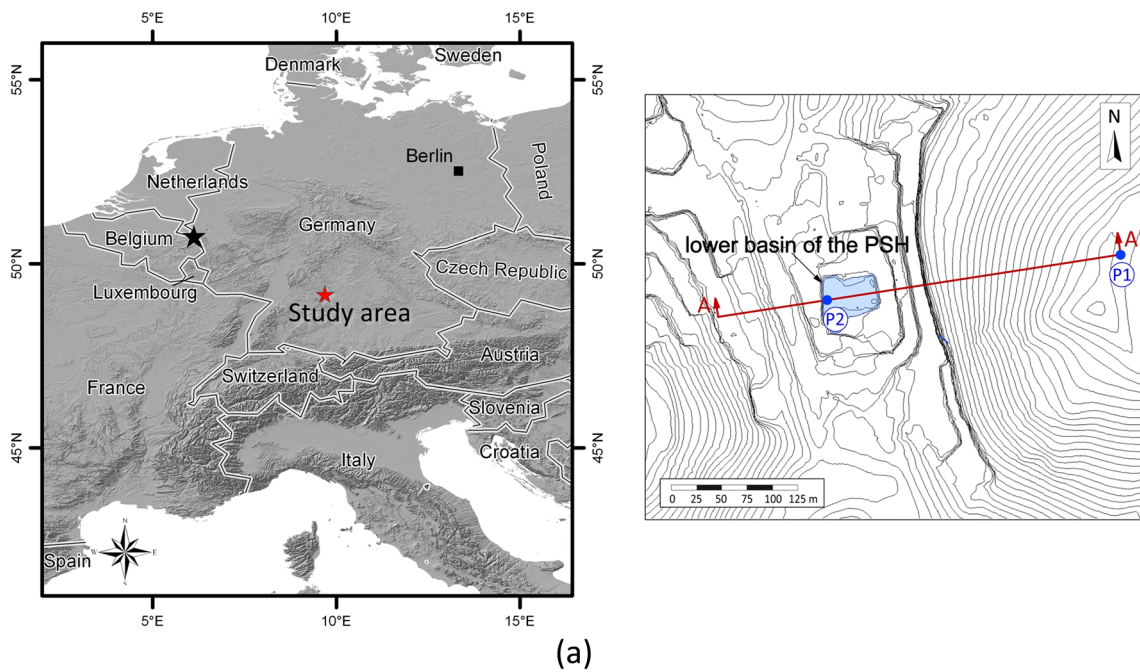 5°E 10°E 15°E
55°N
50°N
45°N
Denmark
Sweden
Berlin
Poland
Netherlands
Germany
Belgium
Czech Republic
Luxembourg
Study area
Austria
France
Switzerland
Slovenia
Croatia
Italy
Spain
N
W E
S
5°E 10°E 15°E
55°N
50°N
45°N
N
lower basin of the PSH
A
P1
A
P2
0 25 50 75 100 125 m
(a)